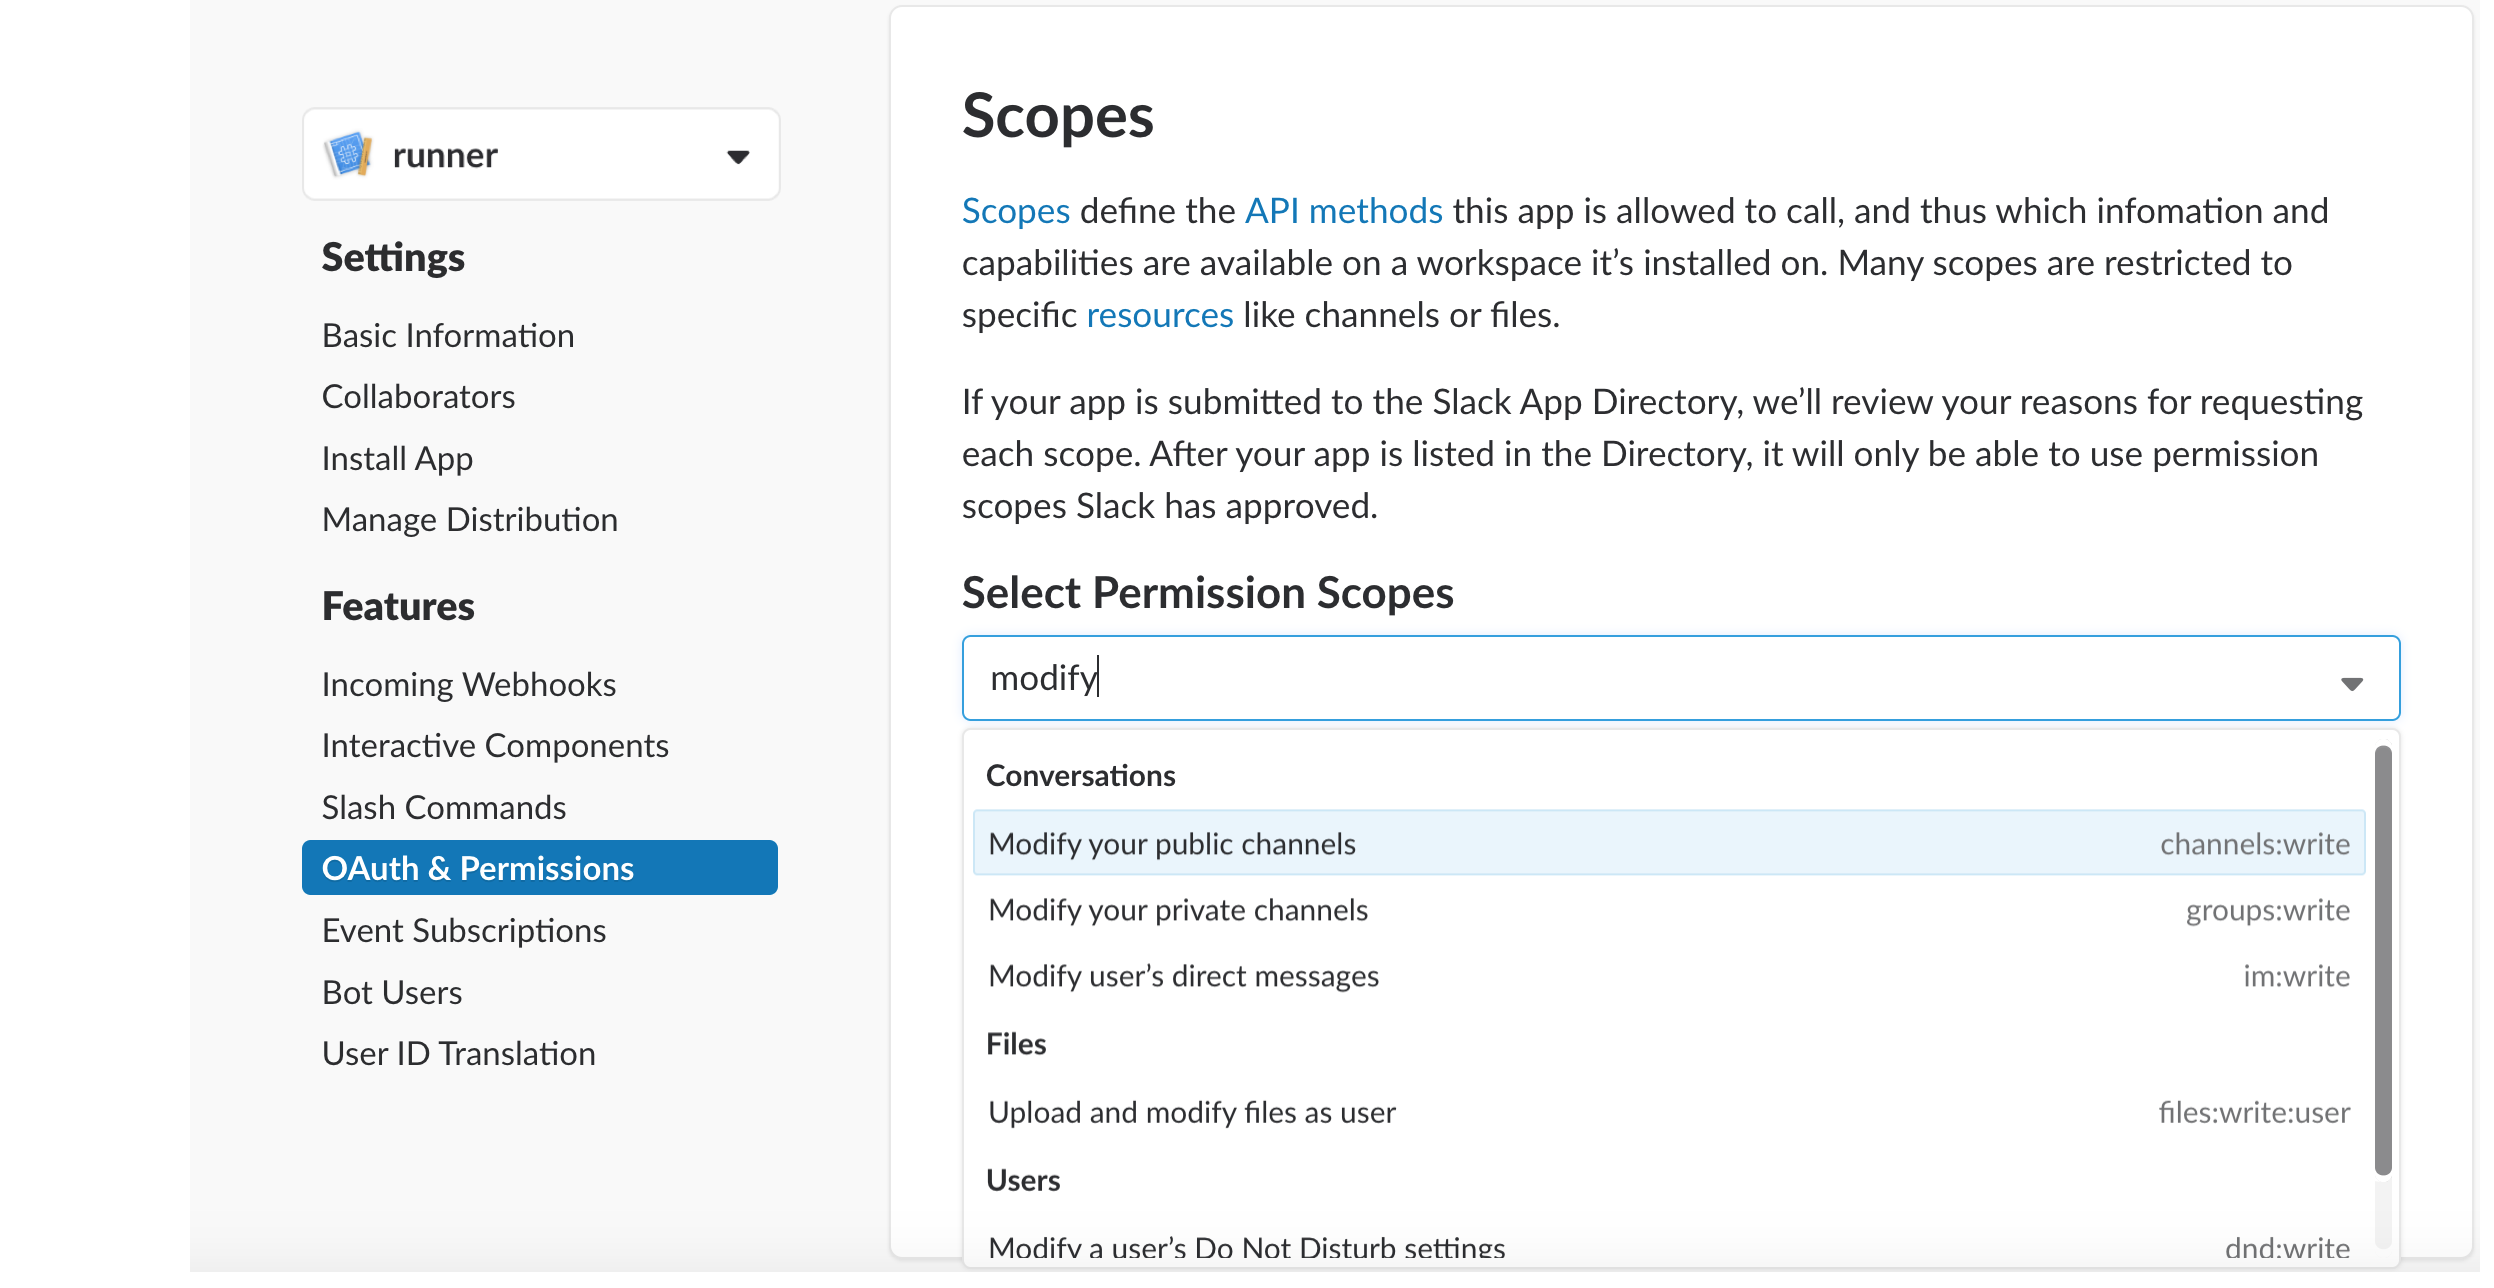 runner
Settings
Basic Information
Collaborators
Install App
Manage Distribution
Features
Incoming Webhooks
Interactive Components
Slash Commands
OAuth & Permissions
Event Subscriptions
Bot Users
User ID Translation
Scopes
Scopes define the API methods this app is allowed to call, and thus which infomation and
capabilities are available on a workspace it’s installed on. Many scopes are restricted to
specific resources like channels or files.
If your app is submitted to the Slack App Directory, we’ll review your reasons for requesting
each scope. After your app is listed in the Directory, it will only be able to use permission
scopes Slack has approved.
Select Permission Scopes
modify
Conversations
Modify your public channels channels:write
Modify your private channels groups:write
Modify user’s direct messages im:write
Files
Upload and modify files as user files:write:user
Users
Modify a user’s Do Not Disturb settings dnd:write